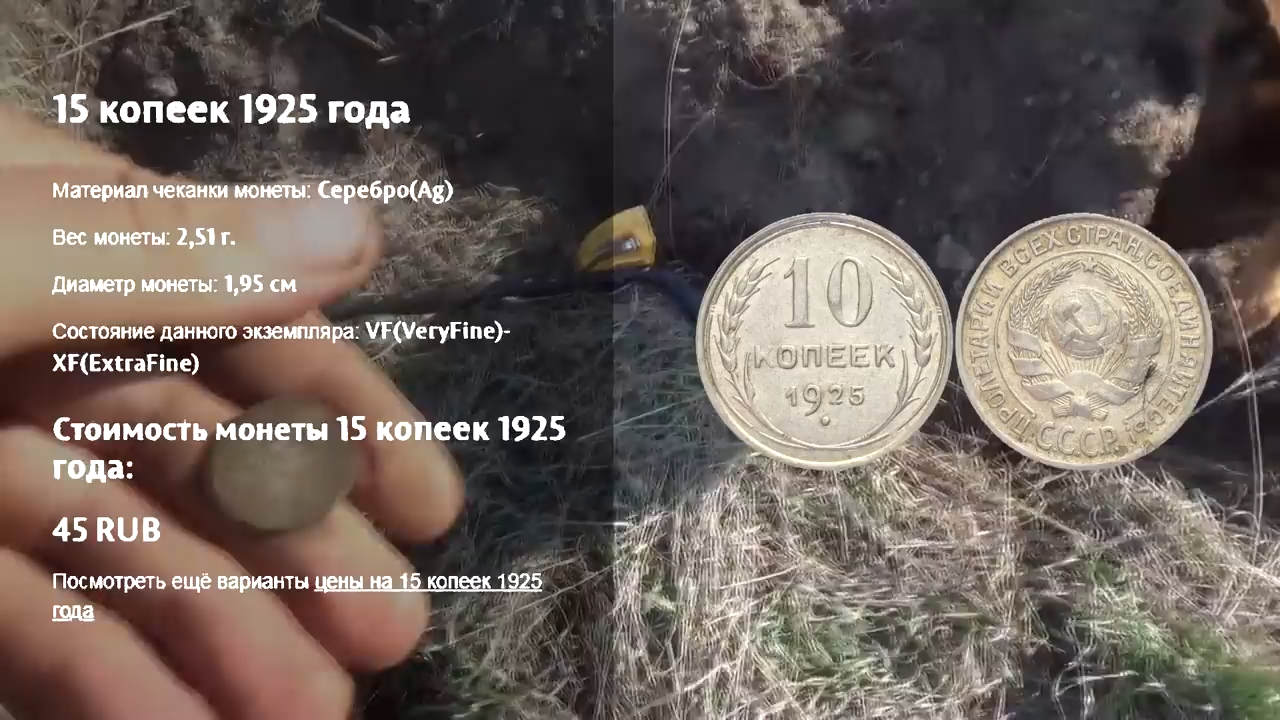 15 копеек 1925 года
Материал чеканки монеты: Серебро(Ag)
Вес монеты: 2,51 г.
Диаметр монеты: 1,95 см
Состояние данного экземпляра: VF(VeryFine)-
XF(ExtraFine)
Стоимость монеты 15 копеек 1925
года:
45 RUB
Посмотреть ещё варианты цены на 15 копеек 1925
года
10
КОПЕЕК
1925
ПРОЛЕТАРИИ ВСЕХ СТРАН, СОЕДИНЯЙТЕСЬ!
С.С.С.Р.